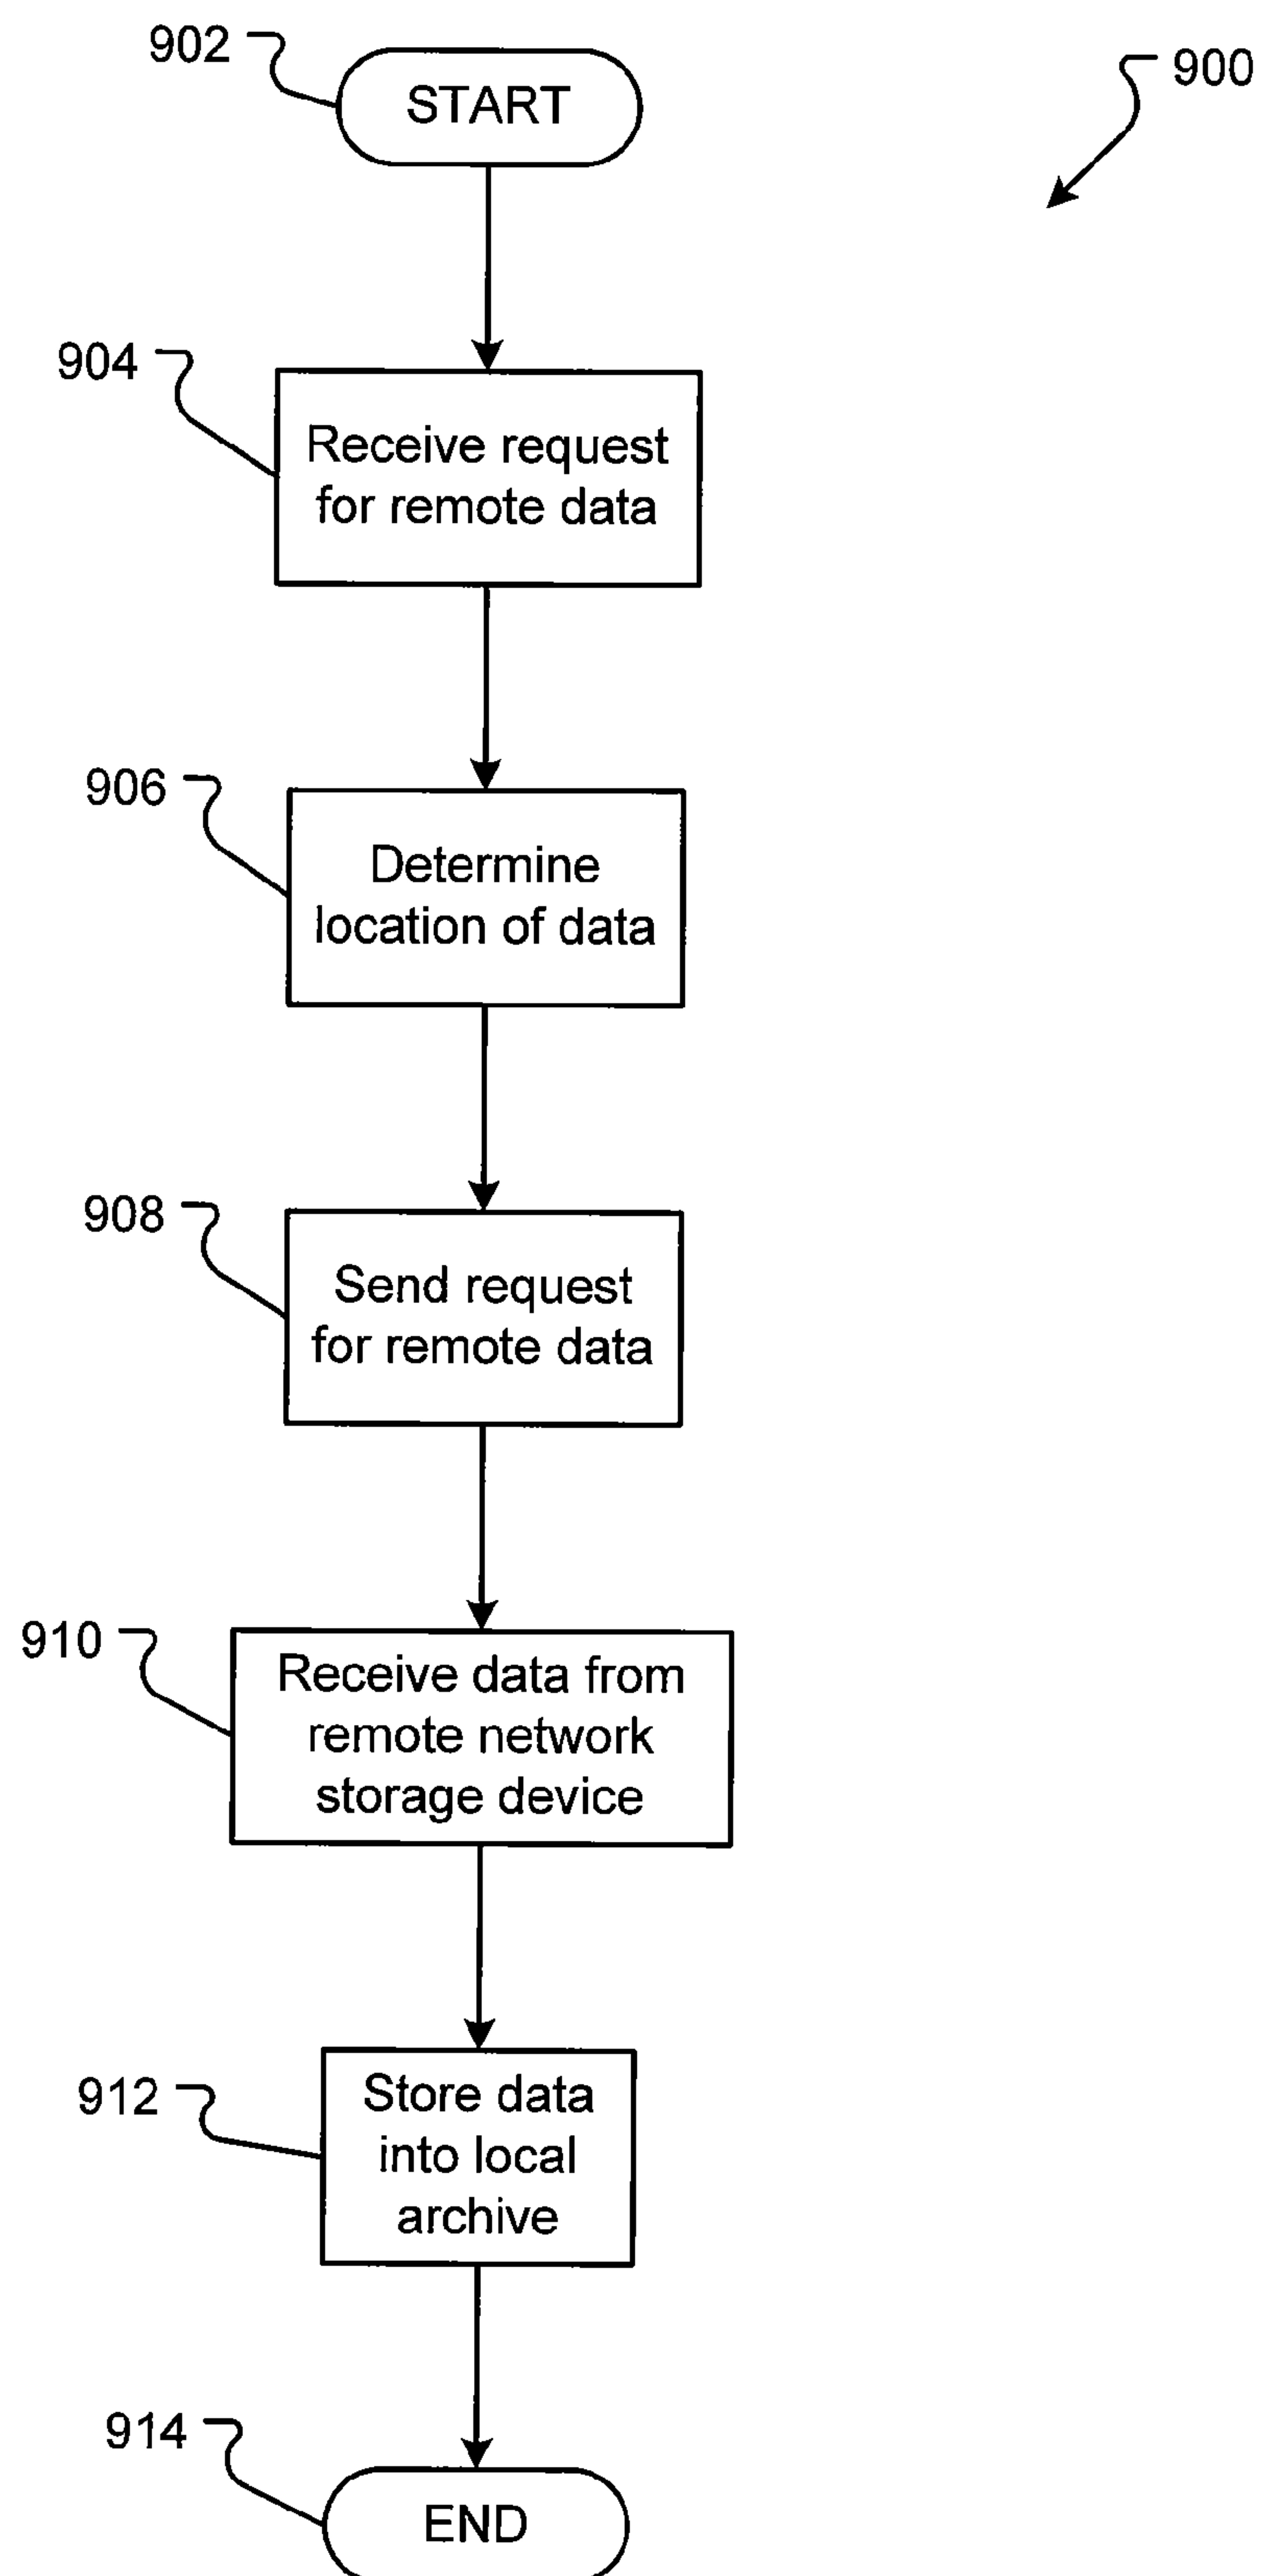 902
START
900
904
Receive request
for remote data
906
Determine
location of data
908
Send request
for remote data
910
Receive data from
remote network
storage device
912
Store data
into local
archive
914
END